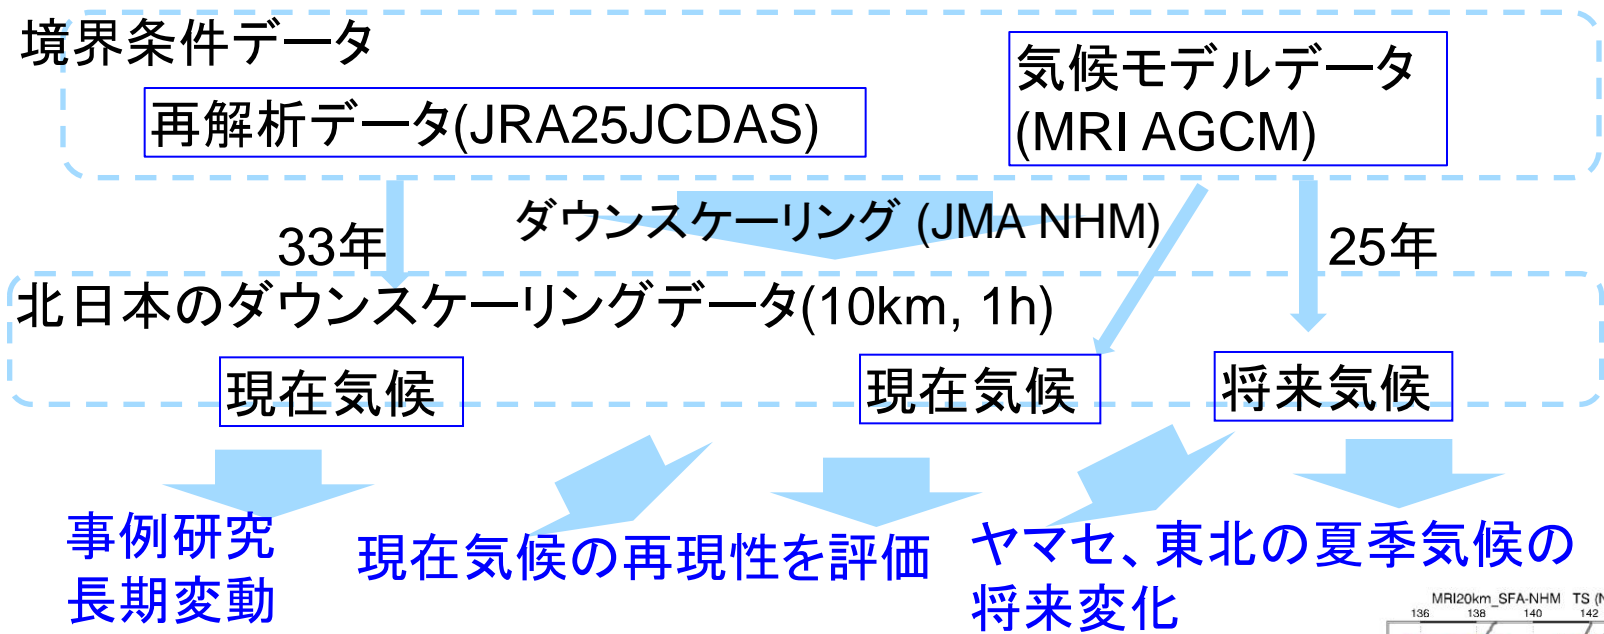 境界条件データ
再解析データ(JRA25JCDAS)
気候モデルデータ
(MRI AGCM)
ダウンスケーリング (JMA NHM)
33年
25年
北日本のダウンスケーリングデータ(10km, 1h)
現在気候
現在気候
将来気候
事例研究
長期変動
現在気候の再現性を評価
ヤマセ、東北の夏季気候の
将来変化
MRI20km_SFA-NHM TS
136 138 140 142